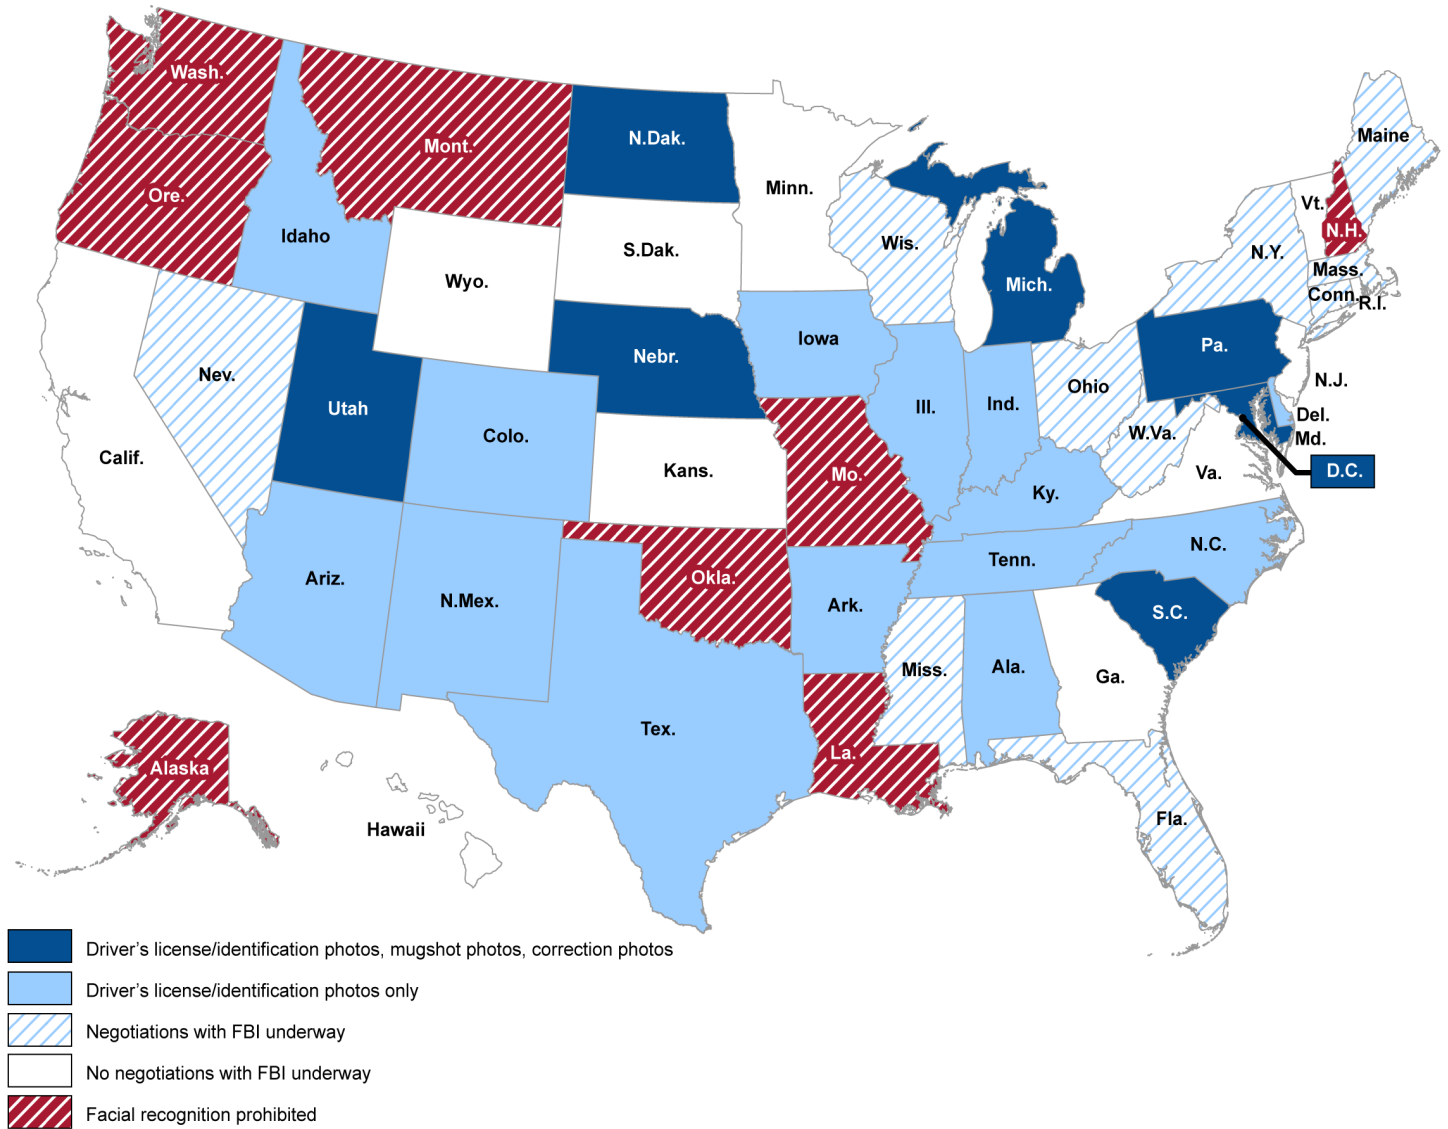 Wash.
Mont.
N.Dak.
Minn.
Maine
Ore.
Idaho
Vt.
N.H.
Wis.
N.Y.
S.Dak.
Mass.
Wyo.
Mich.
Conn.
R.I.
Iowa
Pa.
Nebr.
Nev.
N.J.
Ohio
Utah
Ill.
Ind.
Del.
Colo.
W.Va.
Md.
Calif.
Kans.
Mo.
Va.
D.C.
Ky.
N.C.
Tenn.
Ariz.
Okla.
N.Mex.
Ark.
S.C.
Miss.
Ala.
Ga.
Tex.
La.
Alaska
Fla.
Hawaii
Driver's license/identification photos, mugshot photos, correction photos
Driver's license/identification photos only
Negotiations with FBI underway
No negotiations with FBI underway
Facial recognition prohibited